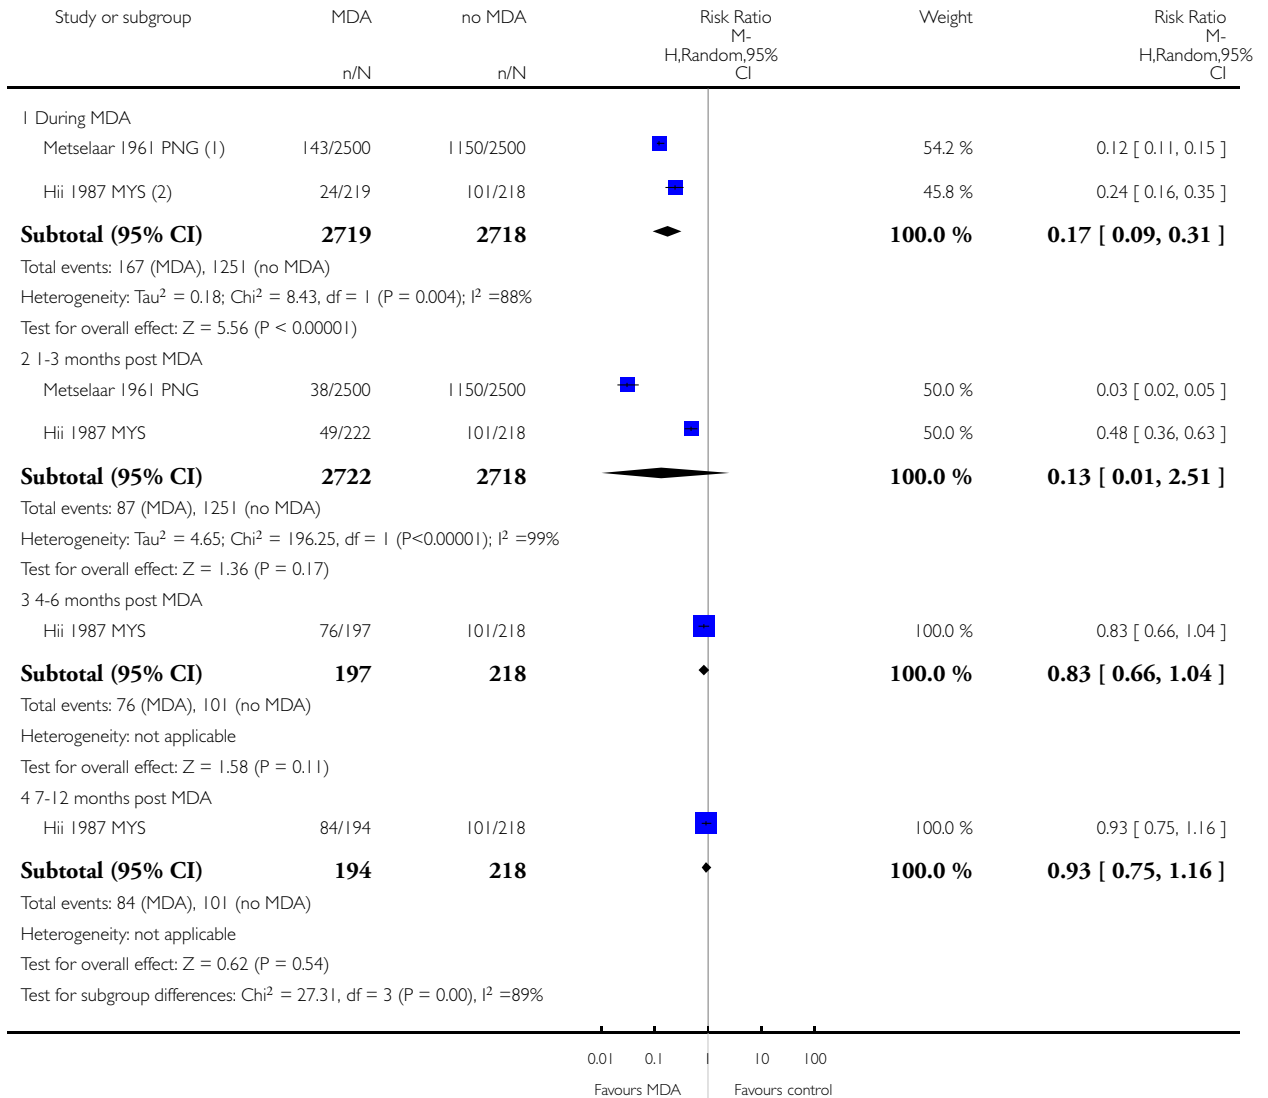 Study or subgroup MDA no MDA Risk Ratio Weight Risk Ratio
M- M-
H,Random,95% H,Random,95%
n/N n/N CI CI
1 During MDA
Metselaar 1961 PNG (1) 143/2500 1150/2500 54.2 % 0.12 [ 0.11, 0.15 ]
Hii 1987 MYS (2) 24/219 101/218 45.8 % 0.24 [ 0.16, 0.35 ]
Subtotal (95% CI) 2719 2718 100.0 % 0.17 [ 0.09, 0.31 ]
Total events: 167 (MDA), 1251 (no MDA)
Heterogeneity: Tau² = 0.18; Chi² = 8.43, df = 1 (P = 0.004); I² =88%
Test for overall effect: Z = 5.56 (P < 0.00001)
2 1-3 months post MDA
Metselaar 1961 PNG 38/2500 1150/2500 50.0 % 0.03 [ 0.02, 0.05 ]
Hii 1987 MYS 49/222 101/218 50.0 % 0.48 [ 0.36, 0.63 ]
Subtotal (95% CI) 2722 2718 100.0 % 0.13 [ 0.01, 2.51 ]
Total events: 87 (MDA), 1251 (no MDA)
Heterogeneity: Tau² = 4.65; Chi² = 196.25, df = 1 (P<0.00001); I² =99%
Test for overall effect: Z = 1.36 (P = 0.17)
3 4-6 months post MDA
Hii 1987 MYS 76/197 101/218 100.0 % 0.83 [ 0.66, 1.04 ]
Subtotal (95% CI) 197 218 100.0 % 0.83 [ 0.66, 1.04 ]
Total events: 76 (MDA), 101 (no MDA)
Heterogeneity: not applicable
Test for overall effect: Z = 1.58 (P = 0.11)
4 7-12 months post MDA
Hii 1987 MYS 84/194 101/218 100.0 % 0.93 [ 0.75, 1.16 ]
Subtotal (95% CI) 194 218 100.0 % 0.93 [ 0.75, 1.16 ]
Total events: 84 (MDA), 101 (no MDA)
Heterogeneity: not applicable
Test for overall effect: Z = 0.62 (P = 0.54)
Test for subgroup differences: Chi² = 27.31, df = 3 (P = 0.00), I² =89%
0.01 0.1 1 10 100
Favours MDA Favours control